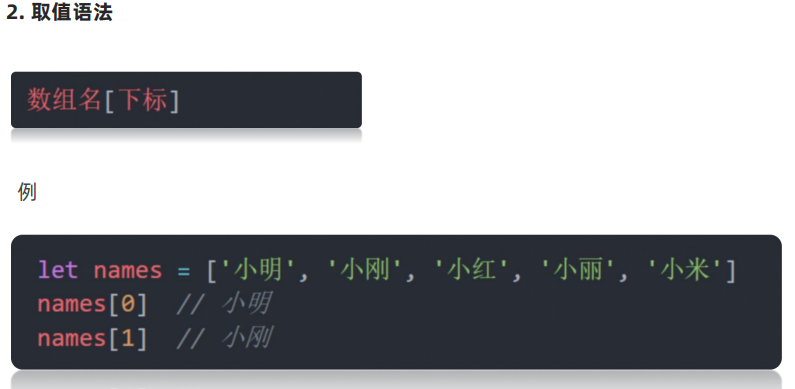 2. 取值语法
数组名[下标]
例
let names = ['小明', '小刚', '小红', '小丽', '小米']
names[0]  // 小明
names[1]  // 小刚